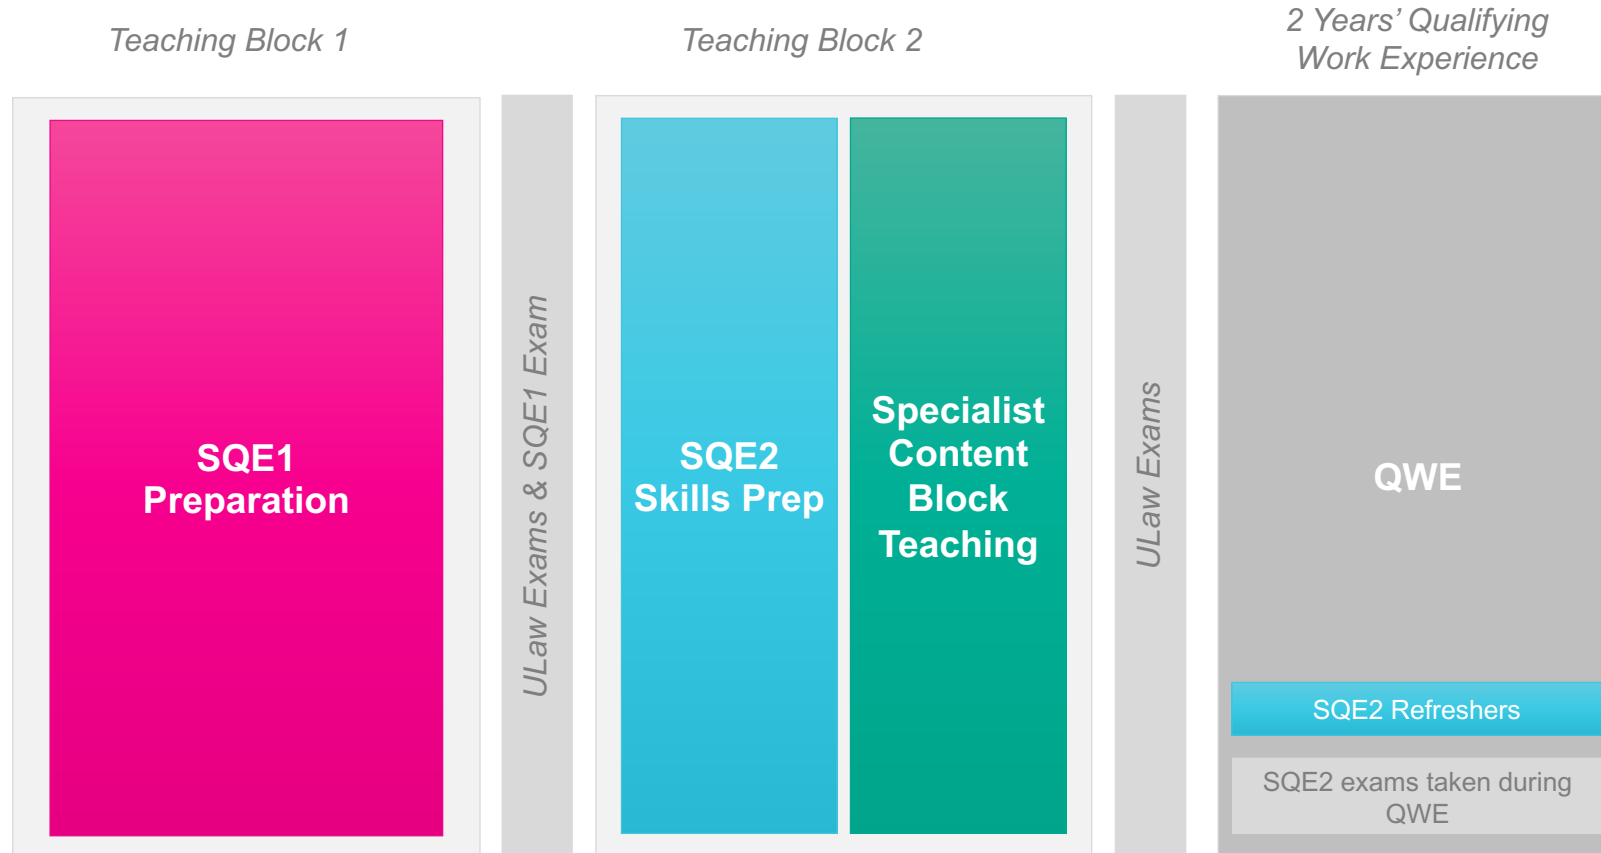 Teaching Block 1
Teaching Block 2
2 Years’ Qualifying
Work Experience
SQE1
Preparation
ULaw Exams & SQE1 Exam
SQE2
Skills Prep
Specialist
Content
Block
Teaching
ULaw Exams
QWE
SQE2 Refreshers
SQE2 exams taken during
QWE